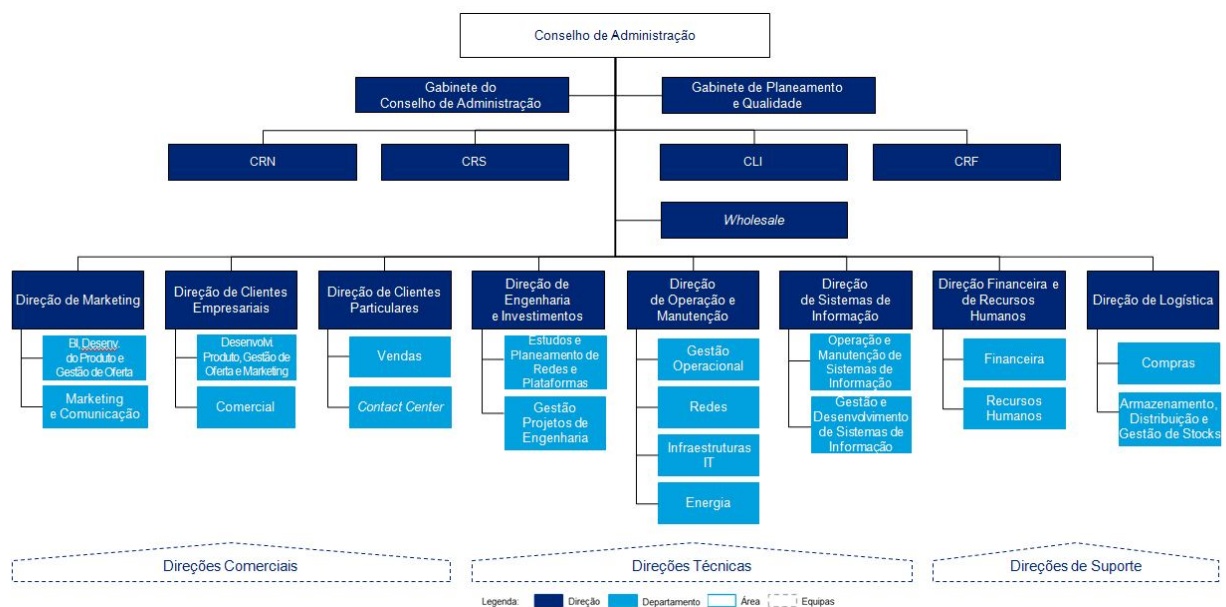 Conselho de Administração
Gabinete do
Conselho de Administração
Gabinete de Planeamento
e Qualidade
CRN
CRS
CLI
CRF
Wholesale
Direção de Marketing
Direção de Clientes
Empresariais
Direção de Clientes
Particulares
Direção de
Engenharia
e Investimentos
Direção
de Operação e
Manutenção
Direção
de Sistemas de
Informação
Direção Financeira e
de Recursos
Humanos
Direção de Logística
BI, Desenv.
do Produto e
Gestão de Oferta
Marketing
e Comunicação
Desenvolvi.
Produto, Gestão de
Oferta e Marketing
Comercial
Vendas
Contact Center
Estudos e
Planeamento de
Redes e
Plataformas
Gestão
Projetos de
Engenharia
Gestão
Operacional
Redes
Infraestruturas
IT
Energia
Operação e
Manutenção de
Sistemas de
Informação
Gestão e
Desenvolvimento
de Sistemas de
Informação
Financeira
Recursos
Humanos
Compras
Armazenamento,
Distribuição e
Gestão de Stocks
Direções Comerciais
Direções Técnicas
Direções de Suporte
Legenda: Direção Departamento Área Equipas